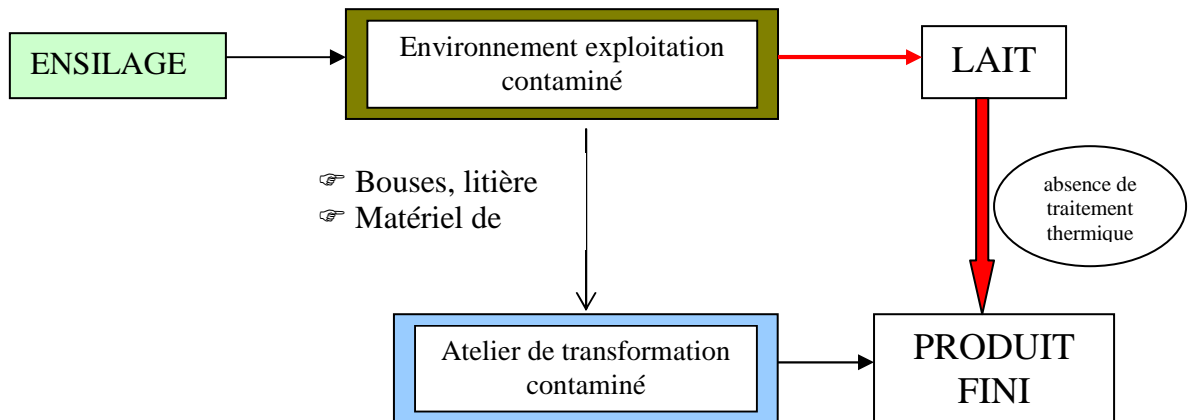 ENSILAGE
Environnement exploitation
contaminé
LAIT
☞ Bouses, litière
☞ Matériel de
absence de
traitement
thermique
Atelier de transformation
contaminé
PRODUIT
FINI